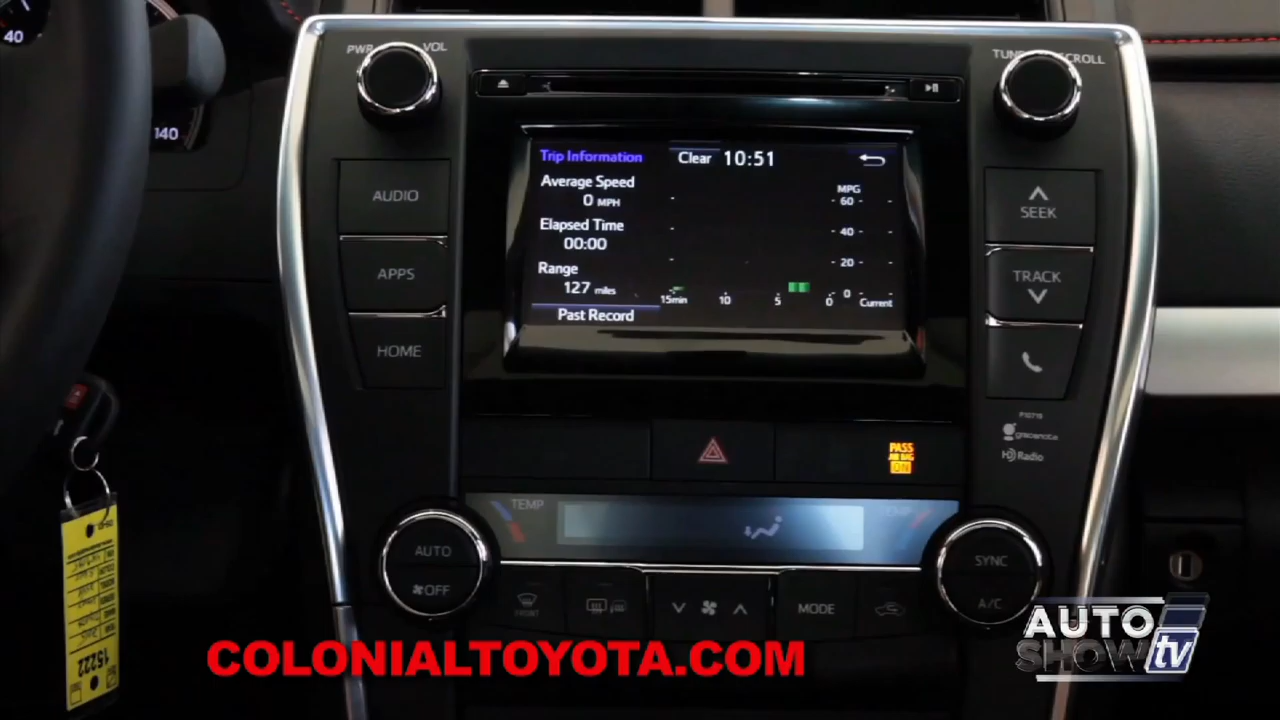 40
140
PWR VOL
TUNE SCROLL
AUDIO
APPS
HOME
Trip Information
Clear 10:51
Average Speed
0 MPH
Elapsed Time
00:00
Range
127 miles
Past Record
MPG
60
40
20
0
15min 10 5 0 Current
SEEK
TRACK
P10715
gracenote
HD Radio
PASS
AIR BAG
ON
TEMP
TEMP
AUTO
OFF
FRONT
MODE
SYNC
A/C
15222
COLONIALTOYOTA.COM
AUTO
SHOW tv